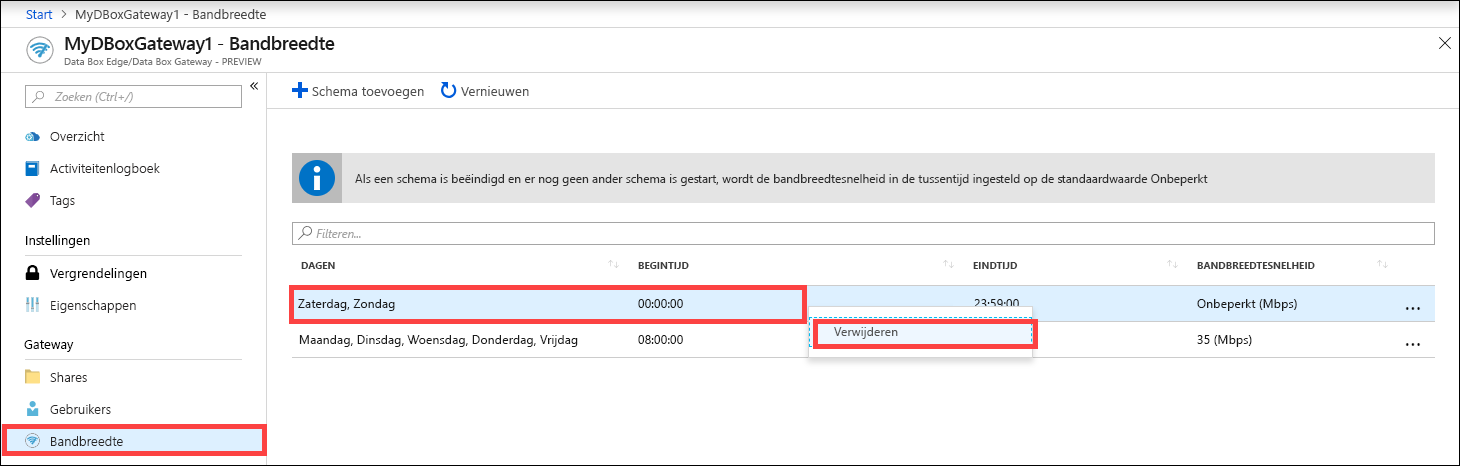 Start > MyDBoxGateway1 - Bandbreedte
MyDBoxGateway1 - Bandbreedte
Data Box Edge/Data Box Gateway - PREVIEW
Zoeken (Ctrl+/)
«
Overzicht
Activiteitenlogboek
Tags
Instellingen
Vergrendelingen
Eigenschappen
Gateway
Shares
Gebruikers
Bandbreedte
Schema toevoegen Vernieuwen
Als een schema is beëindigd en er nog geen ander schema is gestart, wordt de bandbreedtesnelheid in de tussentijd ingesteld op de standaardwaarde Onbeperkt
Filteren...
DAGEN BEGINTIJD EINDTIJD BANDBREEDTESNELHEID
Zaterdag, Zondag 00:00:00 23:59:00 Onbeperkt (Mbps) ...
Verwijderen
Maandag, Dinsdag, Woensdag, Donderdag, Vrijdag 08:00:00 35 (Mbps) ...